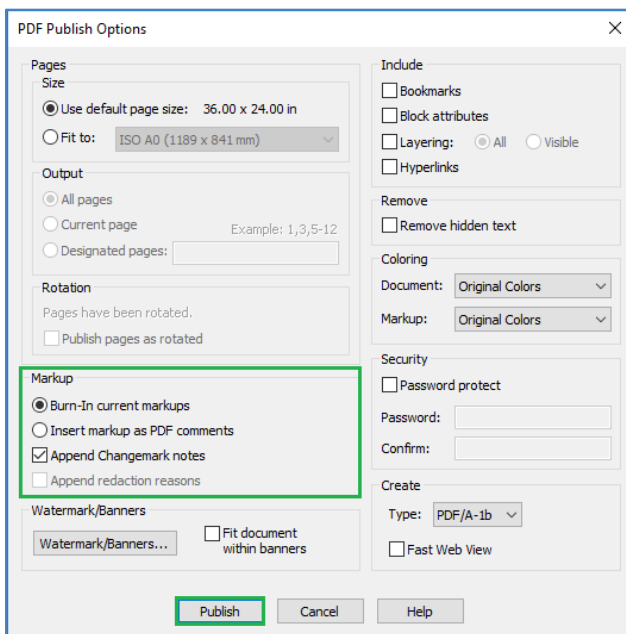 PDF Publish Options
Pages
Size
Use default page size: 36.00 x 24.00 in
Fit to: ISO A0 (1189 x 841 mm)
Output
All pages
Current page
Example: 1,3,5-12
Designated pages:
Rotation
Pages have been rotated.
Publish pages as rotated
Markup
Burn-In current markups
Insert markup as PDF comments
Append Changemark notes
Append redaction reasons
Watermark/Banners
Watermark/Banners...
Fit document
within banners
Include
Bookmarks
Block attributes
Layering: All Visible
Hyperlinks
Remove
Remove hidden text
Coloring
Document: Original Colors
Markup: Original Colors
Security
Password protect
Password:
Confirm:
Create
Type: PDF/A-1b
Fast Web View
Publish Cancel Help